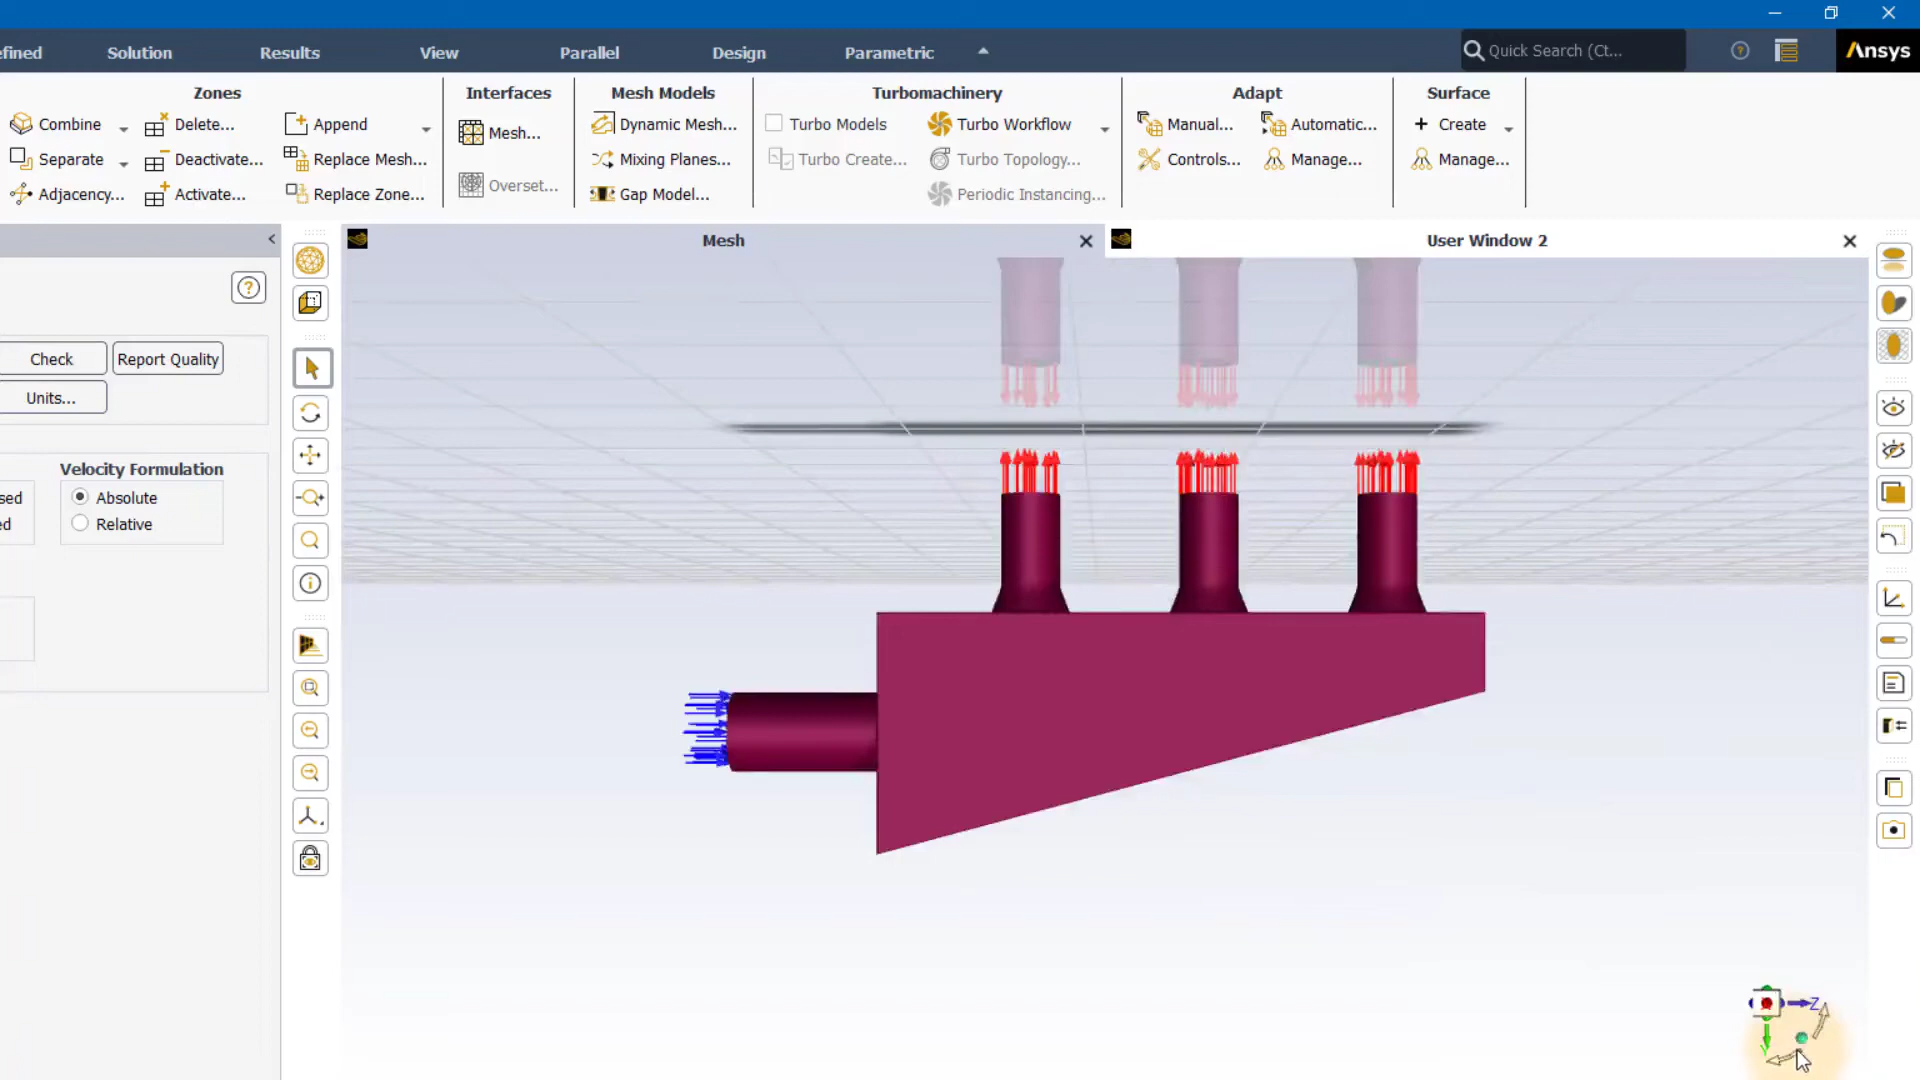 efined Solution Results View Parallel Design Parametric Quick Search (Ct... Ansys
Zones Interfaces Mesh Models Turbomachinery Adapt Surface
Combine Delete... Append Mesh... Dynamic Mesh... Turbo Models Turbo Workflow Manual... Automatic... Create
Separate Deactivate... Replace Mesh... Overset... Mixing Planes... Turbo Create... Turbo Topology... Controls... Manage... Manage...
Adjacency... Activate... Replace Zone... Gap Model... Periodic Instancing...
Mesh User Window 2
Check Report Quality
Units...
Velocity Formulation
sed Absolute
ed Relative
Z
Y